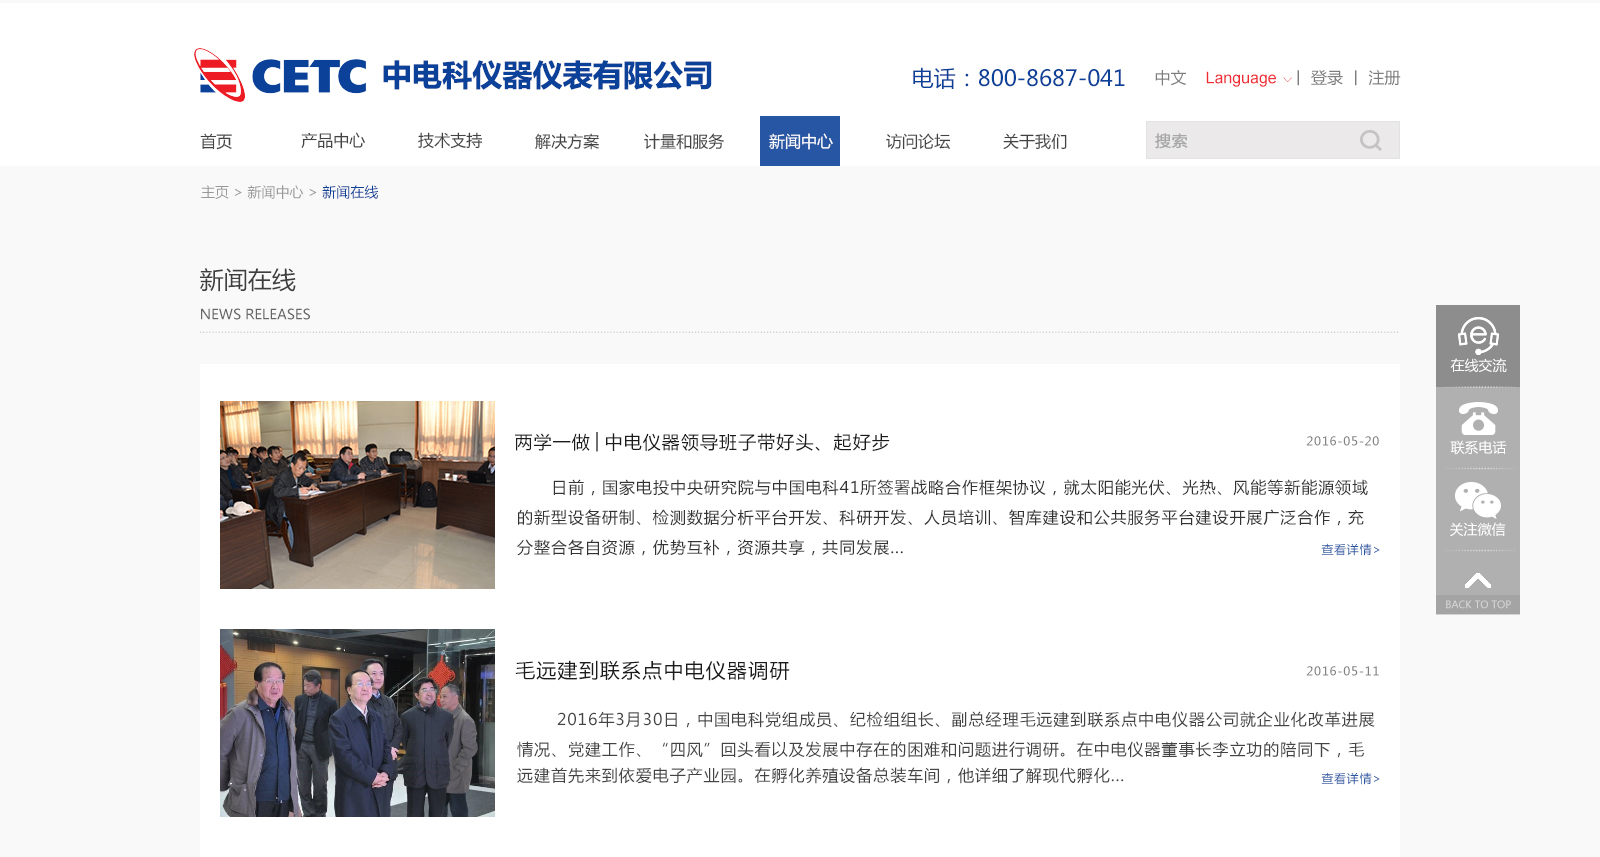 CETC 中电科仪器仪表有限公司
电话：800-8687-041 中文 Language | 登录 | 注册
首页 产品中心 技术支持 解决方案 计量和服务 新闻中心 访问论坛 关于我们 搜索
主页 > 新闻中心 > 新闻在线
新闻在线
NEWS RELEASES
两学一做 | 中电仪器领导班子带好头、起好步 2016-05-20
日前，国家电投中央研究院与中国电科41所签署战略合作框架协议，就太阳能光伏、光热、风能等新能源领域
的新型设备研制、检测数据分析平台开发、科研开发、人员培训、智库建设和公共服务平台建设开展广泛合作，充
分整合各自资源，优势互补，资源共享，共同发展...
查看详情>
毛远建到联系点中电仪器调研 2016-05-11
2016年3月30日，中国电科党组成员、纪检组组长、副总经理毛远建到联系点中电仪器公司就企业化改革进展
情况、党建工作、“四风”回头看以及发展中存在的困难和问题进行调研。在中电仪器董事长李立功的陪同下，毛
远建首先来到依爱电子产业园。在孵化养殖设备总装车间，他详细了解现代孵化...
查看详情>
在线交流
联系电话
关注微信
BACK TO TOP